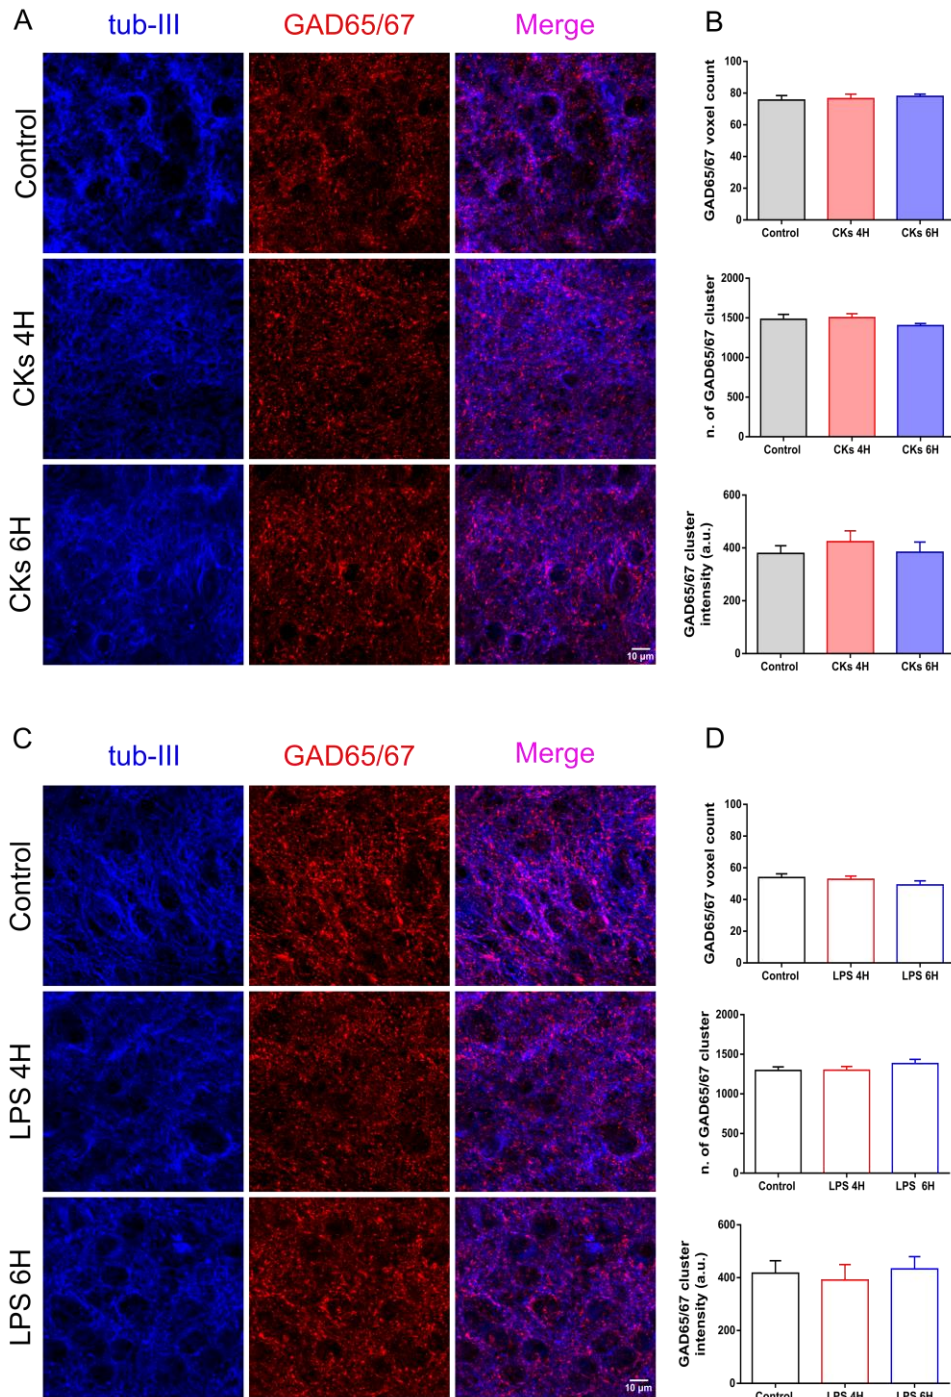 A
tub-III GAD65/67 Merge
Control
CKs 4H
CKs 6H
10 µm
B
GAD65/67 voxel count
100
80
60
40
20
0
Control CKs 4H CKs 6H
n. of GAD65/67 cluster
2000
1500
1000
500
0
Control CKs 4H CKs 6H
GAD65/67 cluster
intensity (a.u.)
600
400
200
0
Control CKs 4H CKs 6H
C
tub-III GAD65/67 Merge
Control
LPS 4H
LPS 6H
10 µm
D
GAD65/67 voxel count
100
80
60
40
20
0
Control LPS 4H LPS 6H
n. of GAD65/67 cluster
2000
1500
1000
500
0
Control LPS 4H LPS 6H
GAD65/67 cluster
intensity (a.u.)
600
400
200
0
Control LPS 4H LPS 6H